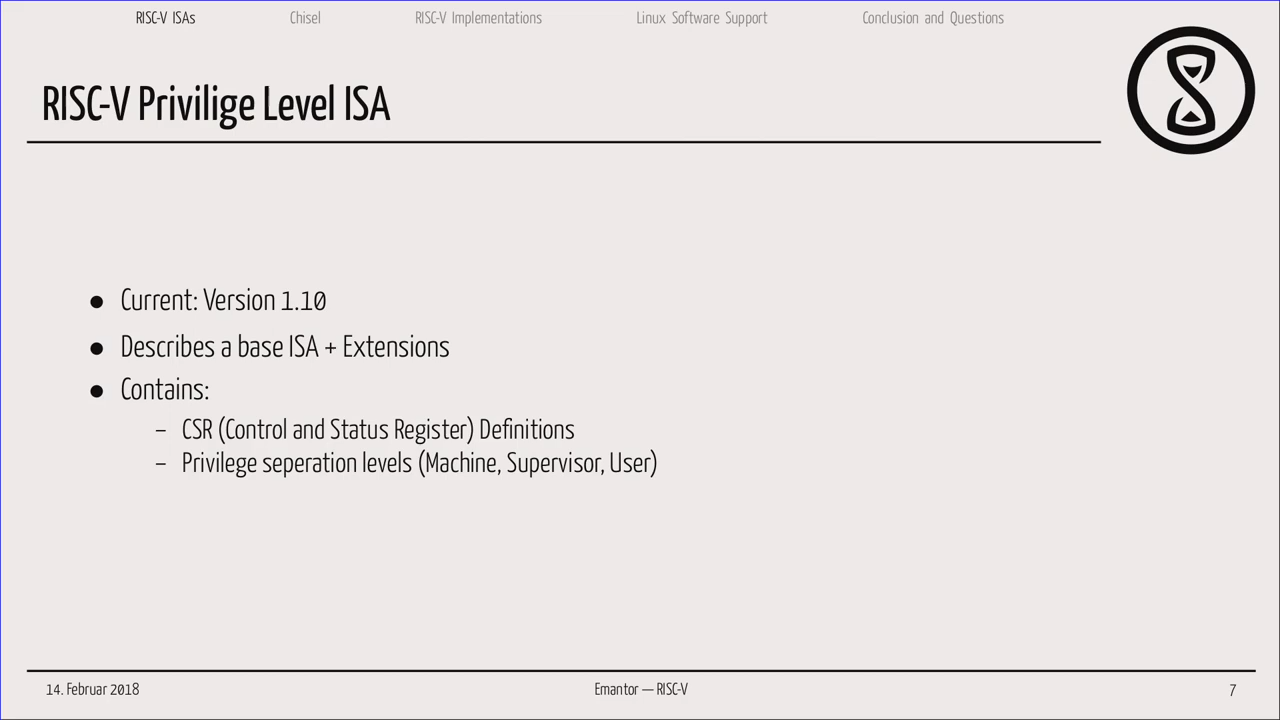 RISC-V ISAs Chisel RISC-V Implementations Linux Software Support Conclusion and Questions
RISC-V Privilige Level ISA
● Current: Version 1.10
● Describes a base ISA + Extensions
● Contains:
– CSR (Control and Status Register) Definitions
– Privilege seperation levels (Machine, Supervisor, User)
14. Februar 2018 Emantor — RISC-V 7